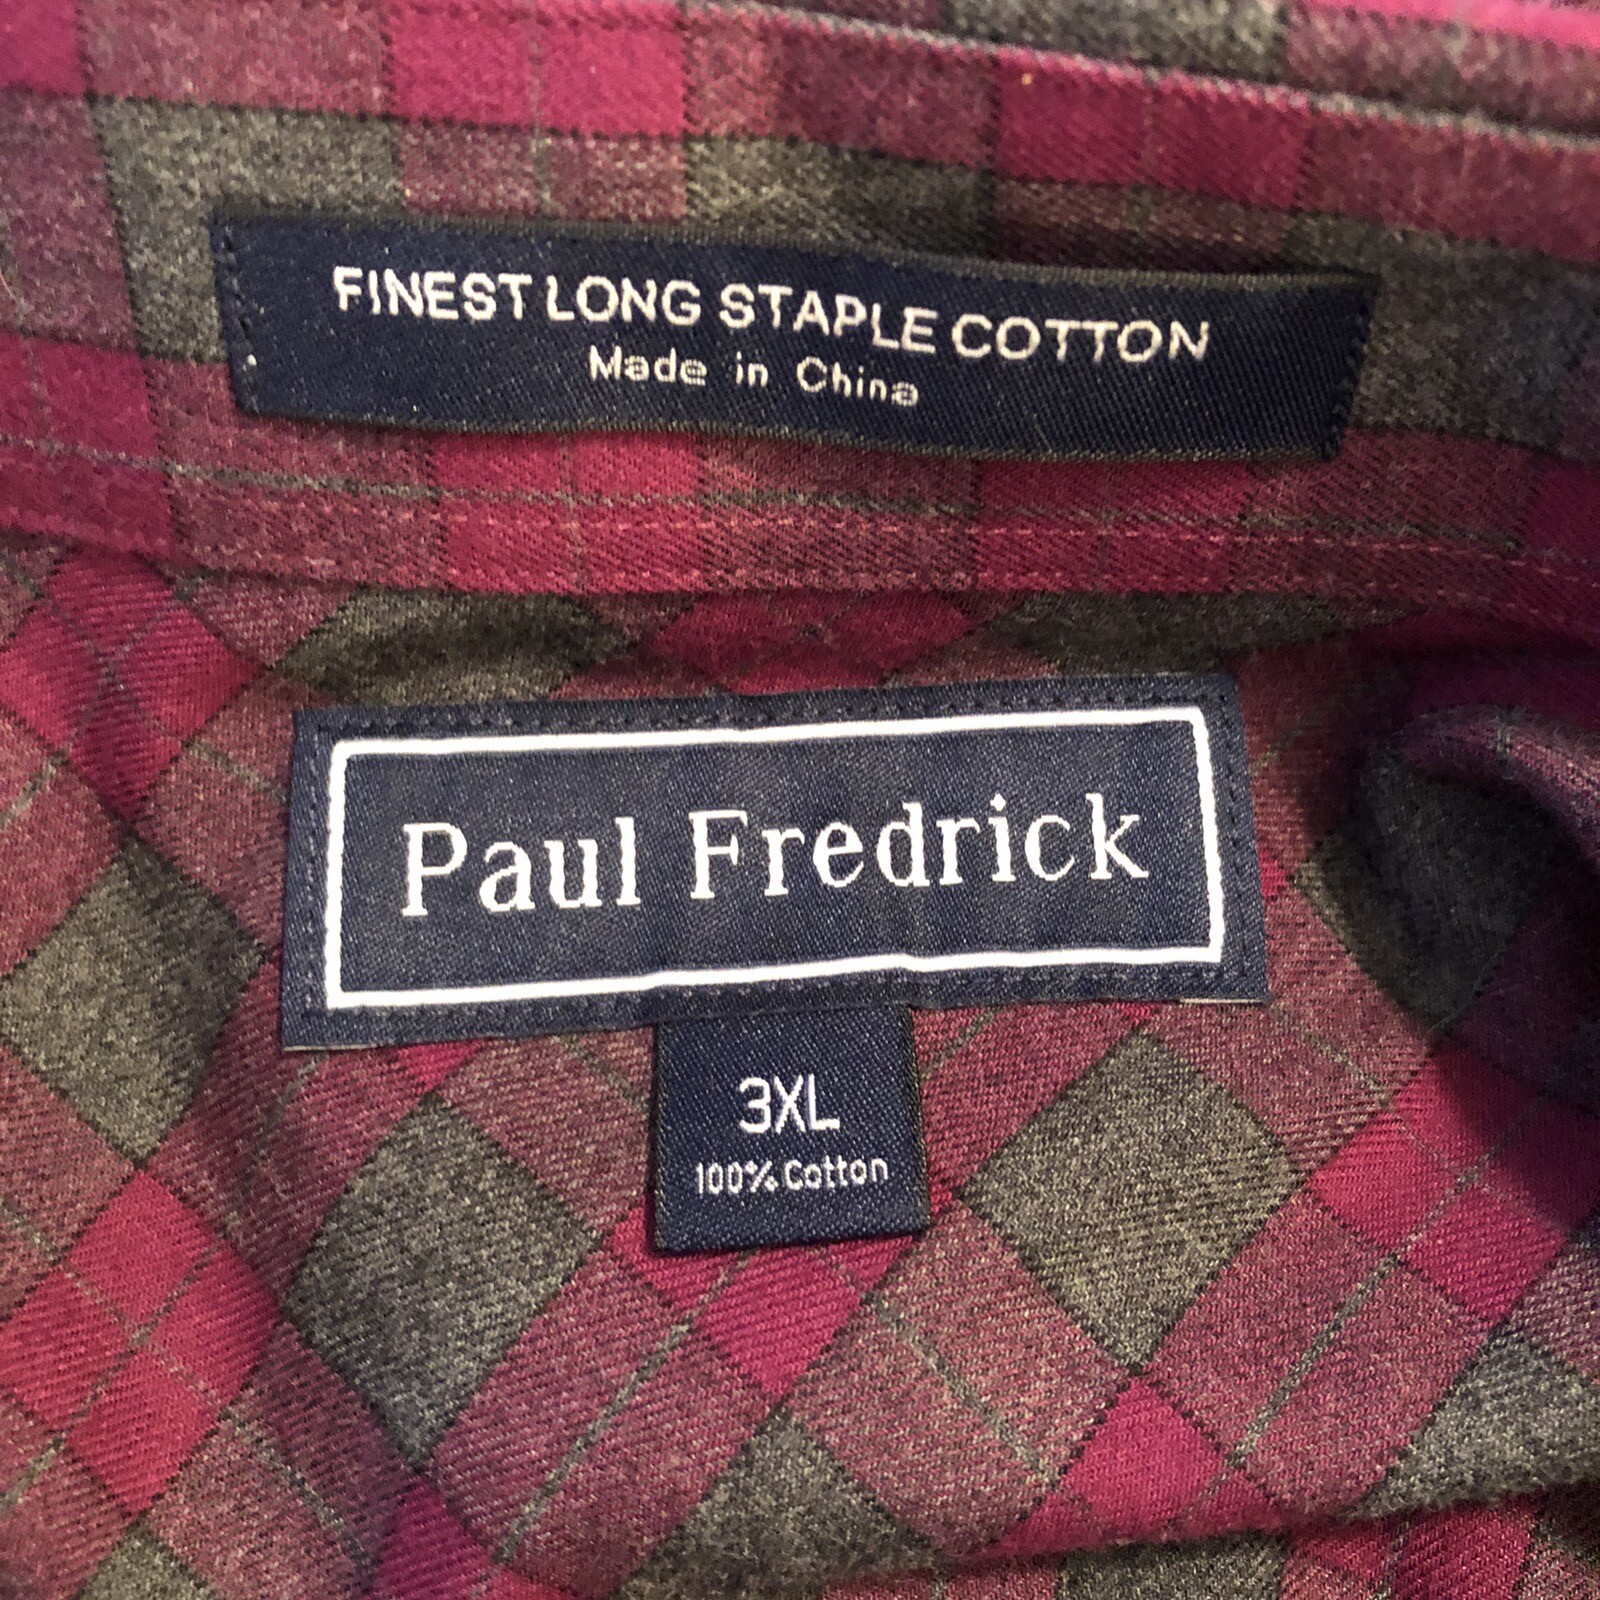 FINEST LONG STAPLE COTTON
Made in China
Paul Fredrick
3XL
100% Cotton